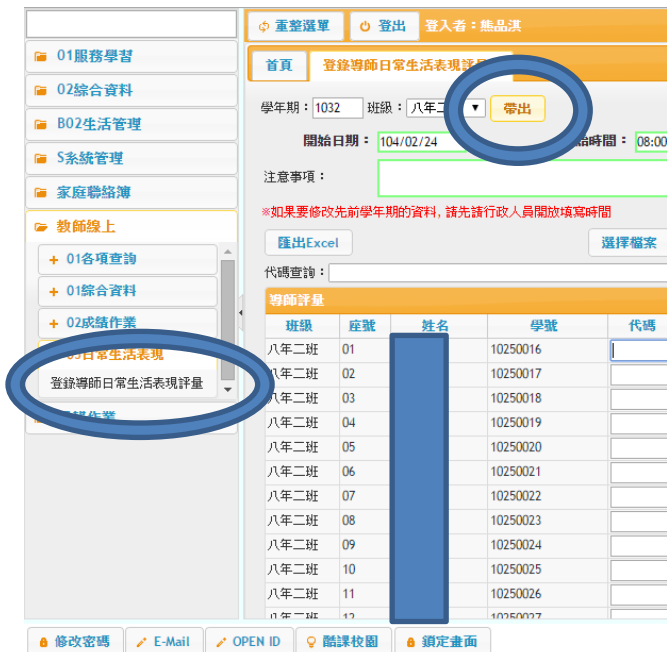 重整選單 登出 登入者：熊品淇
01服務學習
02綜合資料
B02生活管理
S系統管理
家庭聯絡簿
教師線上
+ 01各項查詢
+ 01綜合資料
+ 02成績作業
日常生活表現
登錄導師日常生活表現評量
作業
首頁 登錄導師日常生活表現評
學年期：1032 班級：八年二 帶出
開始日期：104/02/24 時間：08:00
注意事項：
※如果要修改先前學年期的資料, 請先請行政人員開放填寫時間
匯出Excel 選擇檔案
代碼查詢：
導師評量
班級 座號 姓名 學號 代碼
八年二班 01 10250016
八年二班 02 10250017
八年二班 03 10250018
八年二班 04 10250019
八年二班 05 10250020
八年二班 06 10250021
八年二班 07 10250022
八年二班 08 10250023
八年二班 09 10250024
八年二班 10 10250025
八年二班 11 10250026
八年二班 12 10250027
修改密碼 E-Mail OPEN ID 酷課校園 鎖定畫面